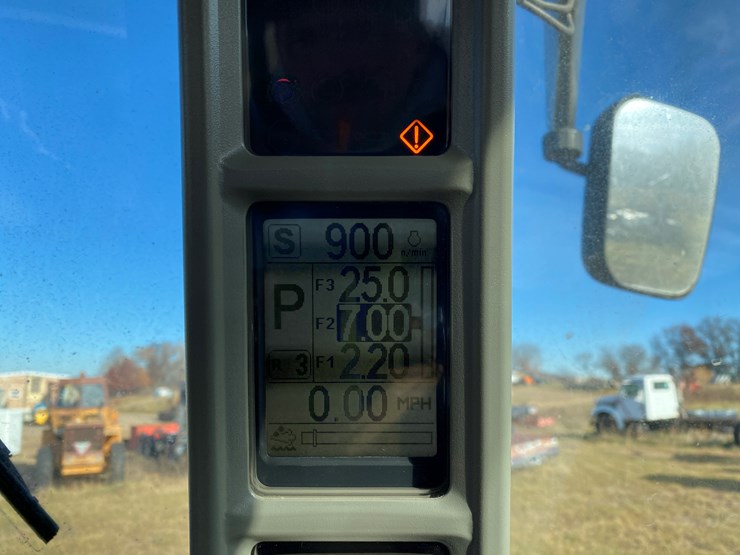 S 900 n/min
F3 25.0
P F2 7.00
R 3 F1 2.20
0.00 MPH